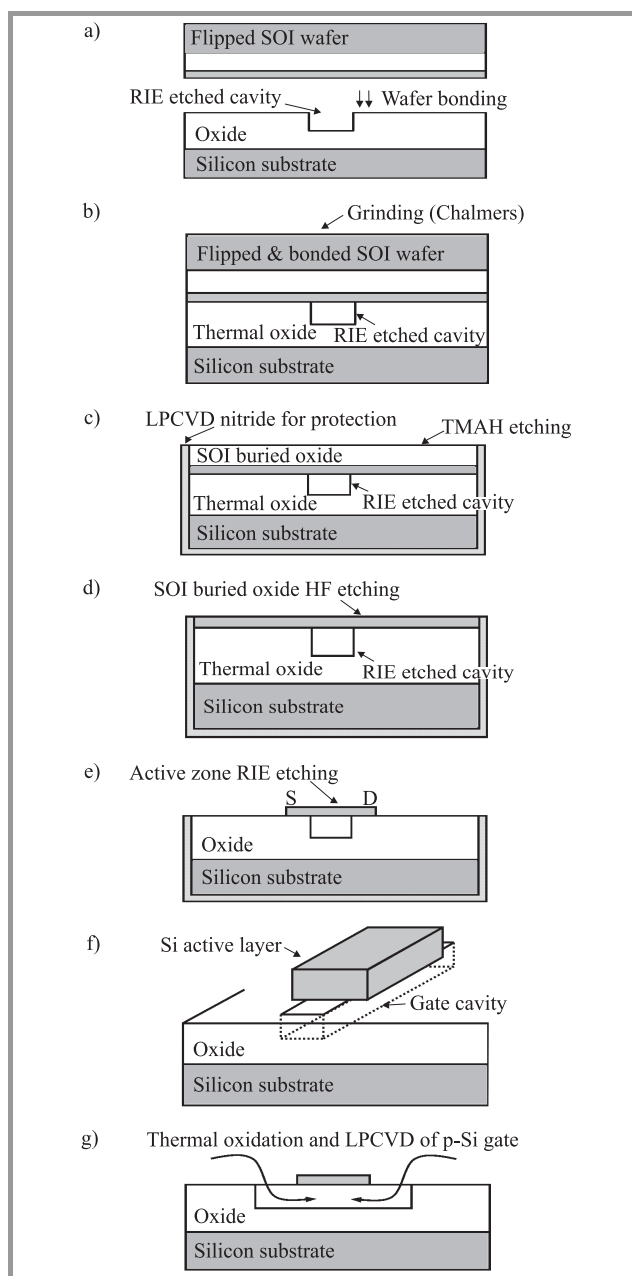 a)
Flipped SOI wafer
RIE etched cavity
Wafer bonding
Oxide
Silicon substrate
b)
Grinding (Chalmers)
Flipped & bonded SOI wafer
Thermal oxide
RIE etched cavity
Silicon substrate
c)
LPCVD nitride for protection
TMAH etching
SOI buried oxide
RIE etched cavity
Thermal oxide
Silicon substrate
d)
SOI buried oxide HF etching
Thermal oxide
RIE etched cavity
Silicon substrate
e)
Active zone RIE etching
S
D
Oxide
Silicon substrate
f)
Si active layer
Gate cavity
Oxide
Silicon substrate
g)
Thermal oxidation and LPCVD of p-Si gate
Oxide
Silicon substrate